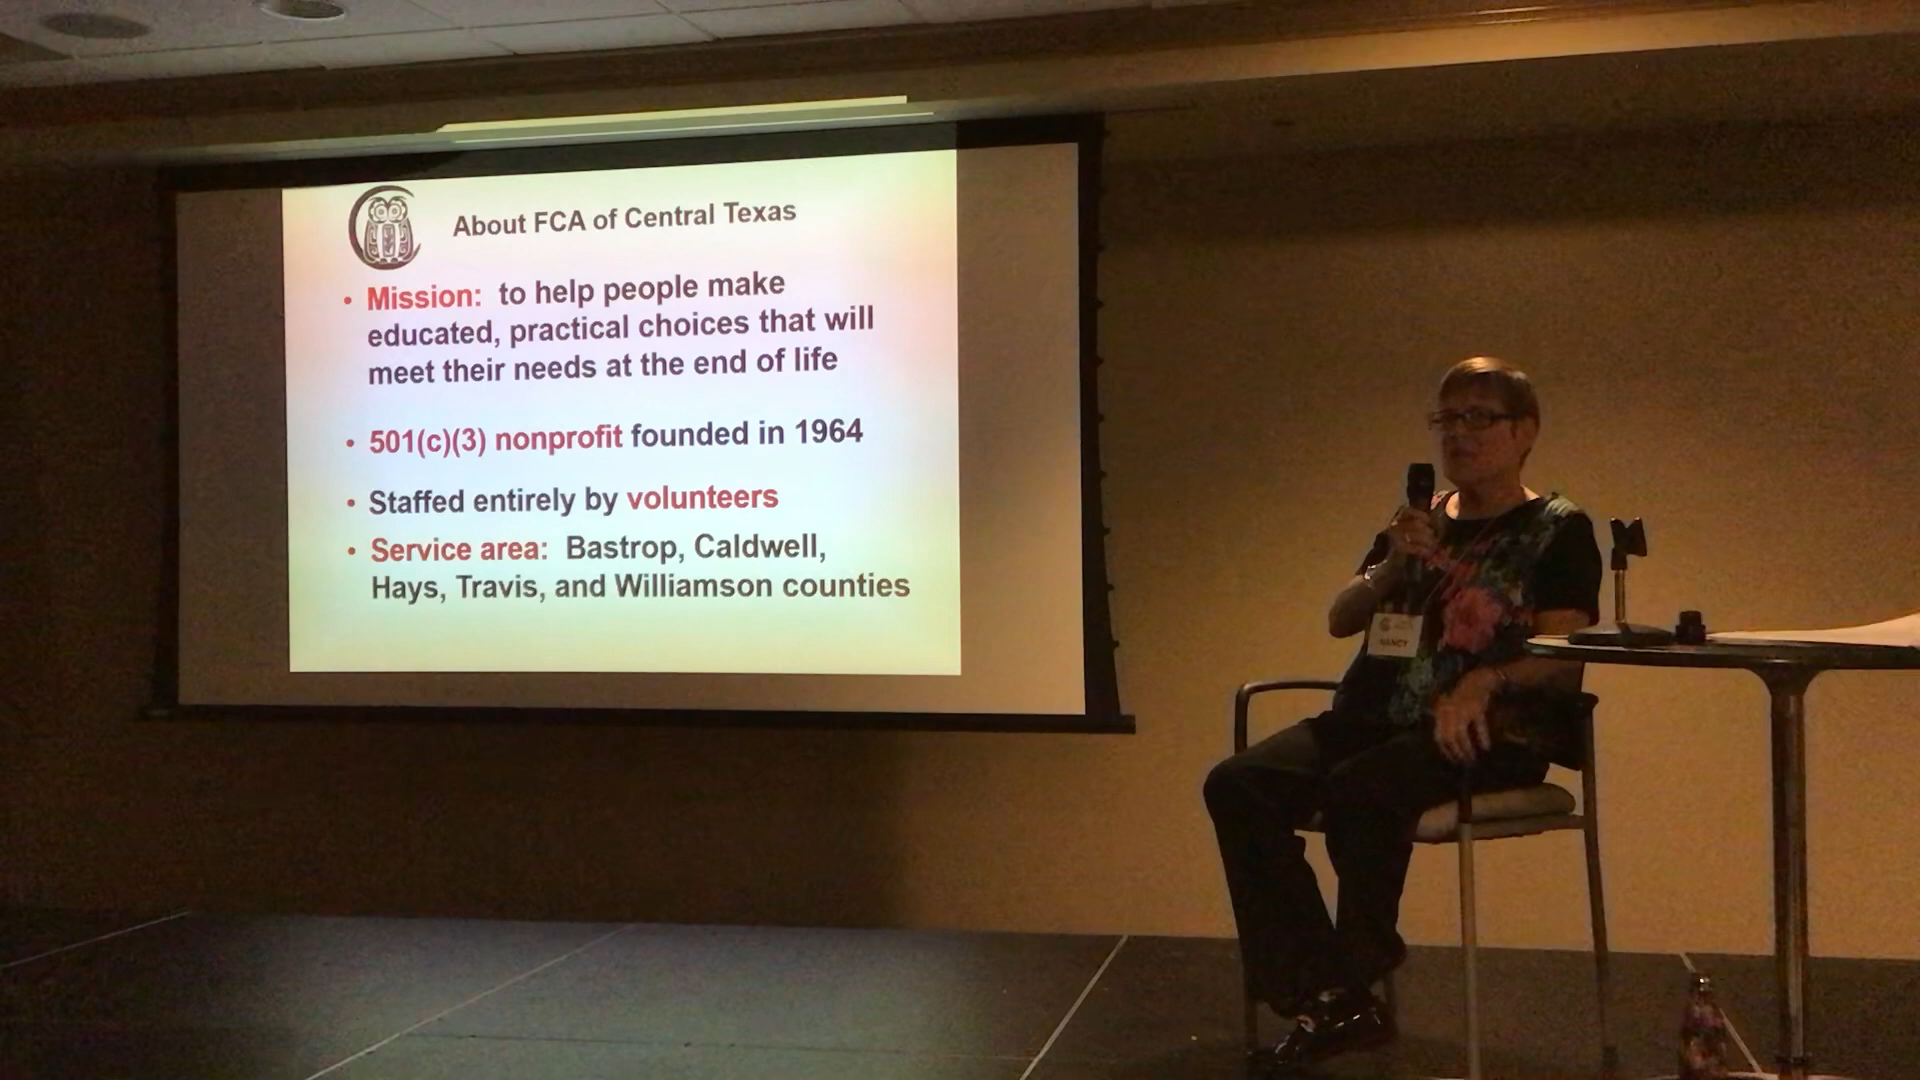 About FCA of Central Texas
• Mission: to help people make
educated, practical choices that will
meet their needs at the end of life
• 501(c)(3) nonprofit founded in 1964
• Staffed entirely by volunteers
• Service area: Bastrop, Caldwell,
Hays, Travis, and Williamson counties
NANCY